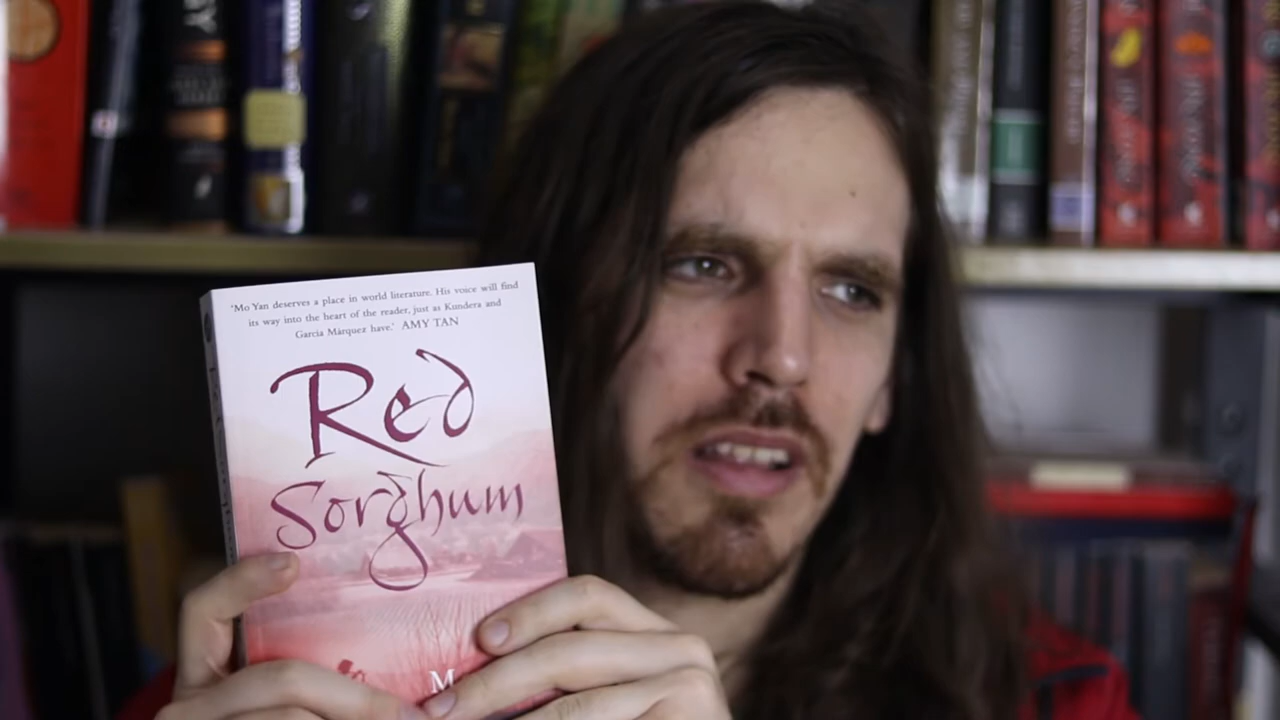 'Mo Yan deserves a place in world literature. His voice will find
its way into the heart of the reader, just as Kundera and
Garcia Màrquez have.' AMY TAN
Red
Sorghum
M